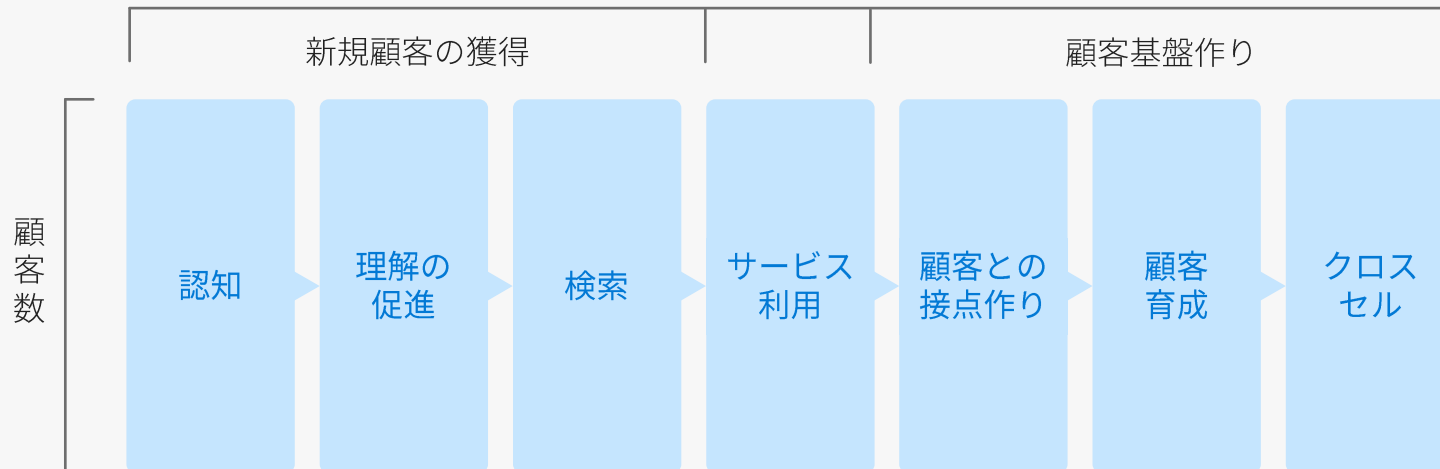 新規顧客の獲得
顧客基盤作り
顧客数
認知
理解の
促進
検索
サービス
利用
顧客との
接点作り
顧客
育成
クロス
セル